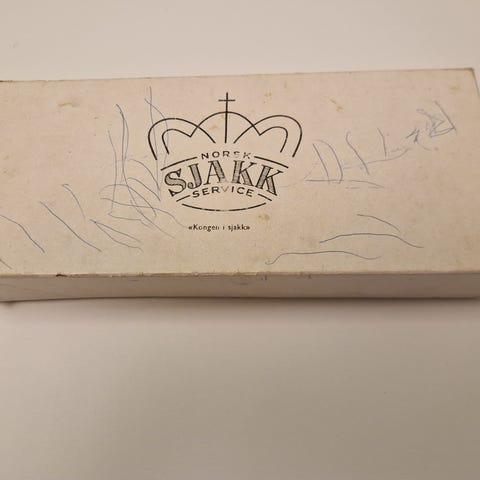 NORSK
SJAKK
SERVICE
«Kongen i sjakk»